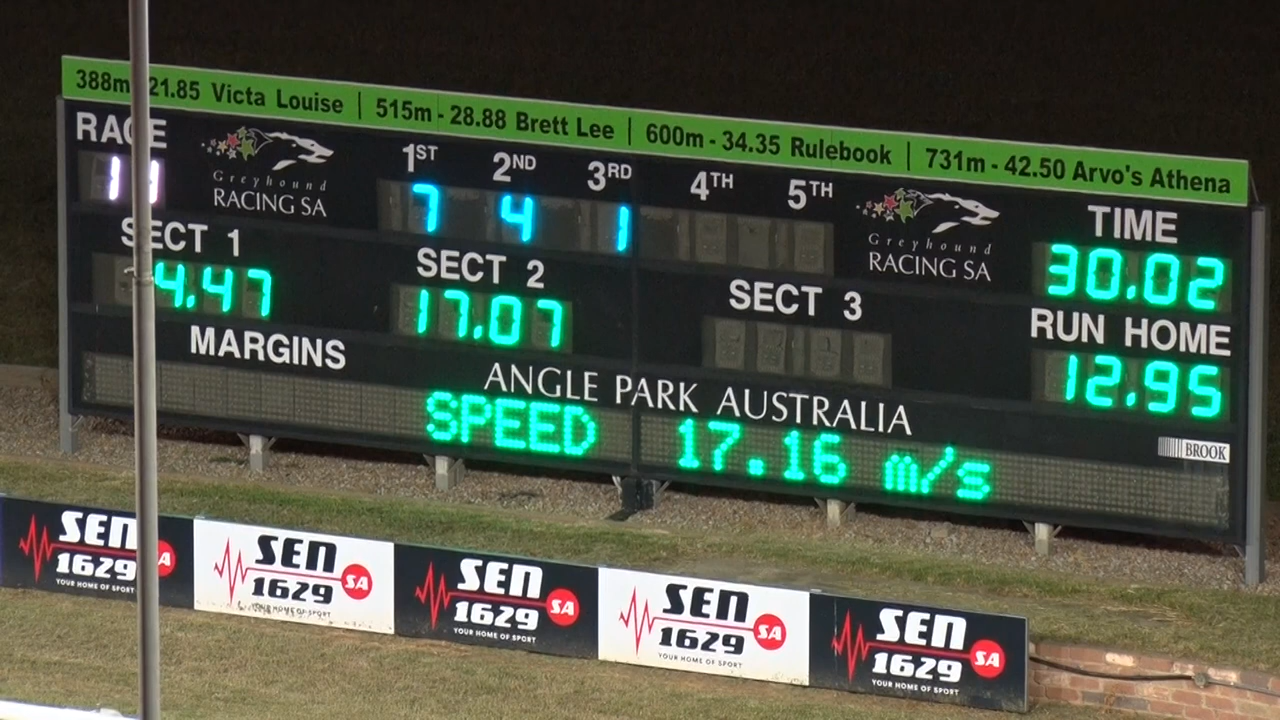 388m 21.85 Victa Louise | 515m - 28.88 Brett Lee | 600m - 34.35 Rulebook | 731m - 42.50 Arvo's Athena
RACE
11
Greyhound
RACING SA
1ST 2ND 3RD 4TH 5TH
7 4 1
Greyhound
RACING SA
TIME
30.02
SECT 1
4.47
SECT 2
17.07
SECT 3
RUN HOME
12.95
MARGINS
ANGLE PARK AUSTRALIA
SPEED 17.16 m/s
BROOK
SEN
1629 SA
YOUR HOME OF SPORT
SEN
1629 SA
YOUR HOME OF SPORT
SEN
1629 SA
YOUR HOME OF SPORT
SEN
1629 SA
YOUR HOME OF SPORT
SEN
1629 SA
YOUR HOME OF SPORT